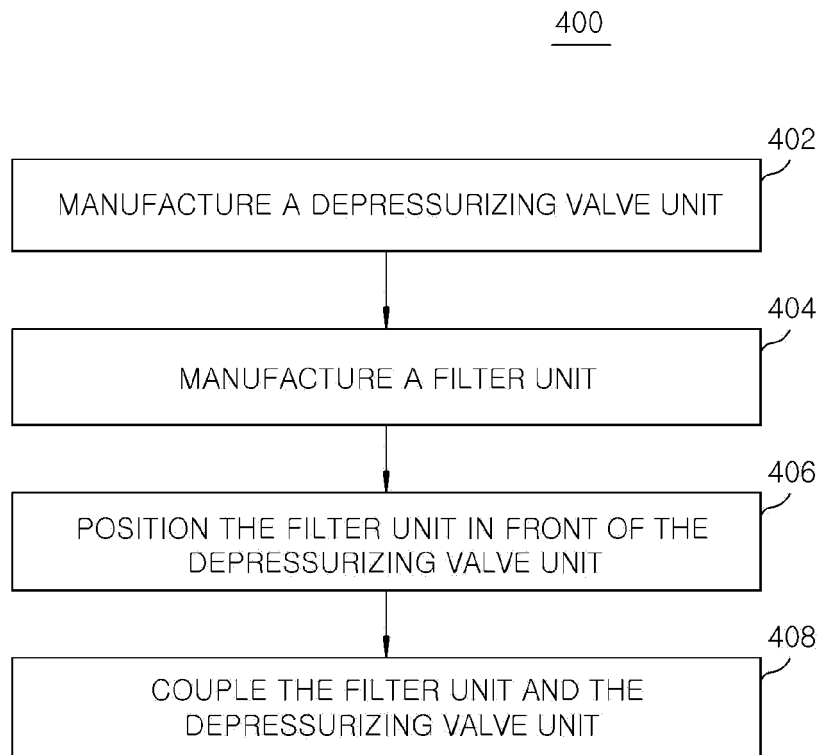 400
402
MANUFACTURE A DEPRESSURIZING VALVE UNIT
404
MANUFACTURE A FILTER UNIT
406
POSITION THE FILTER UNIT IN FRONT OF THE
DEPRESSURIZING VALVE UNIT
408
COUPLE THE FILTER UNIT AND THE
DEPRESSURIZING VALVE UNIT